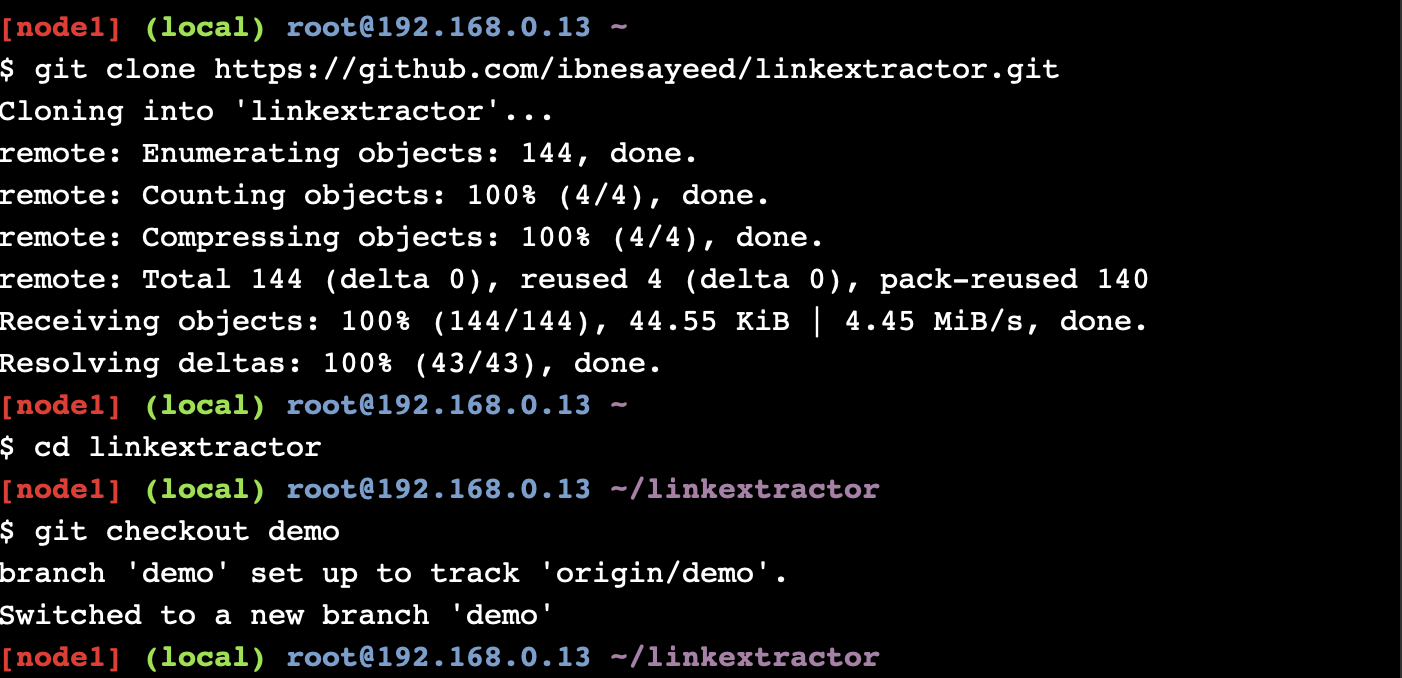 [node1] (local) root@192.168.0.13 ~
$ git clone https://github.com/ibnesayeed/linkextractor.git
Cloning into 'linkextractor'...
remote: Enumerating objects: 144, done.
remote: Counting objects: 100% (4/4), done.
remote: Compressing objects: 100% (4/4), done.
remote: Total 144 (delta 0), reused 4 (delta 0), pack-reused 140
Receiving objects: 100% (144/144), 44.55 KiB | 4.45 MiB/s, done.
Resolving deltas: 100% (43/43), done.
[node1] (local) root@192.168.0.13 ~
$ cd linkextractor
[node1] (local) root@192.168.0.13 ~/linkextractor
$ git checkout demo
branch 'demo' set up to track 'origin/demo'.
Switched to a new branch 'demo'
[node1] (local) root@192.168.0.13 ~/linkextractor